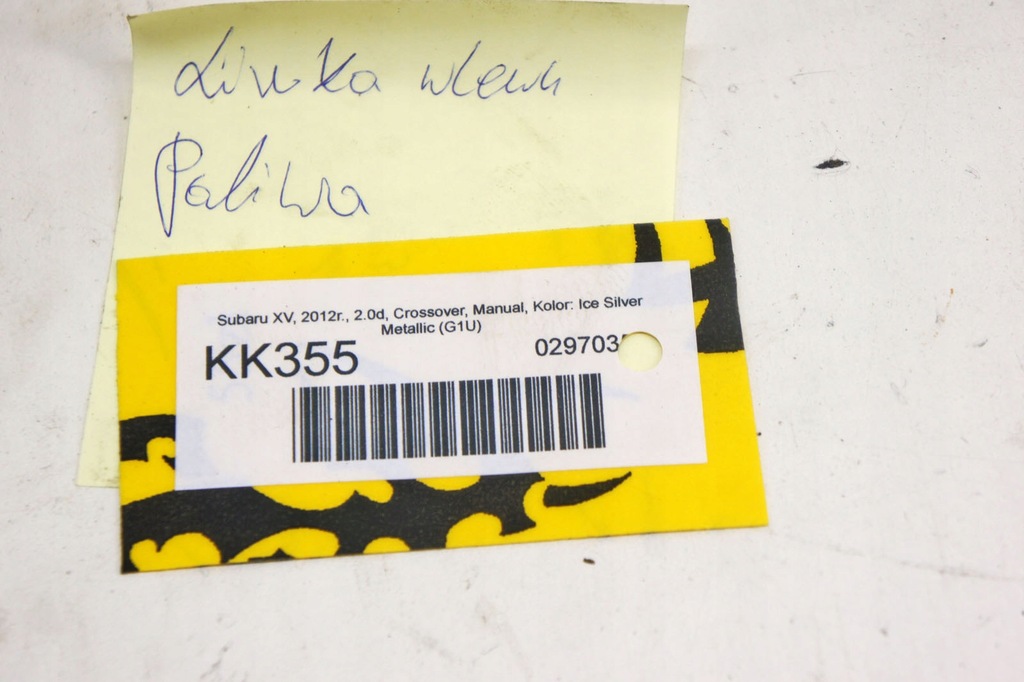 Linka wlewu
Paliwa
Subaru XV, 2012r., 2.0d, Crossover, Manual, Kolor: Ice Silver
Metallic (G1U)
KK355
029703